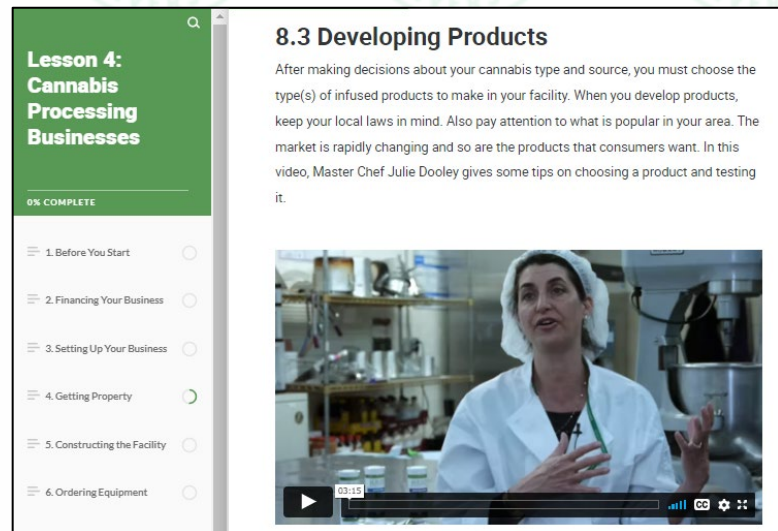 Lesson 4:
Cannabis
Processing
Businesses
0% COMPLETE
1. Before You Start
2. Financing Your Business
3. Setting Up Your Business
4. Getting Property
5. Constructing the Facility
6. Ordering Equipment
8.3 Developing Products
After making decisions about your cannabis type and source, you must choose the
type(s) of infused products to make in your facility. When you develop products,
keep your local laws in mind. Also pay attention to what is popular in your area. The
market is rapidly changing and so are the products that consumers want. In this
video, Master Chef Julie Dooley gives some tips on choosing a product and testing
it.
03:15
CC